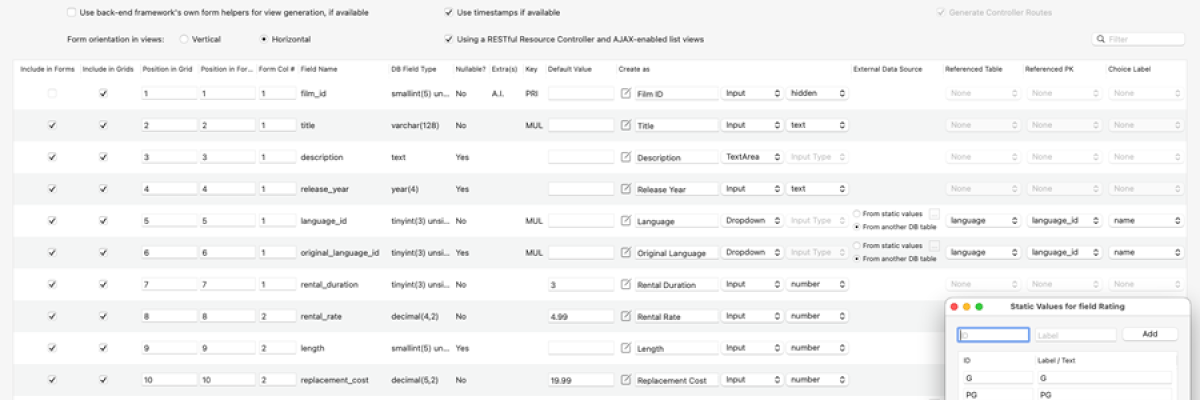 Use back-end framework's own form helpers for view generation, if available
Use timestamps if available
Generate Controller Routes
Form orientation in views: Vertical Horizontal
Using a RESTful Resource Controller and AJAX-enabled list views
Filter
Include in Forms Include in Grids Position in Grid Position in For... Form Col # Field Name DB Field Type Nullable? Extra(s) Key Default Value Create as External Data Source Referenced Table Referenced PK Choice Label
1 1 1 film_id smallint(5) un... No A.I. PRI Film ID Input hidden None None None
2 2 1 title varchar(128) No MUL Title Input text None None None
3 3 1 description text Yes Description TextArea Input Type None None None
4 4 1 release_year year(4) Yes Release Year Input text None None None
5 5 1 language_id tinyint(3) unsi... No MUL Language Dropdown Input Type From static values ... language language_id name
From another DB table
6 6 1 original_language_id tinyint(3) unsi... Yes MUL Original Language Dropdown Input Type From static values ... language language_id name
From another DB table
7 7 1 rental_duration tinyint(3) unsi... No 3 Rental Duration Input number None None None
8 8 2 rental_rate decimal(4,2) No 4.99 Rental Rate Input number
9 9 2 length smallint(5) un... Yes Length Input number
10 10 2 replacement_cost decimal(5,2) No 19.99 Replacement Cost Input number
Static Values for field Rating
ID Label Add
ID Label / Text
G G
PG PG